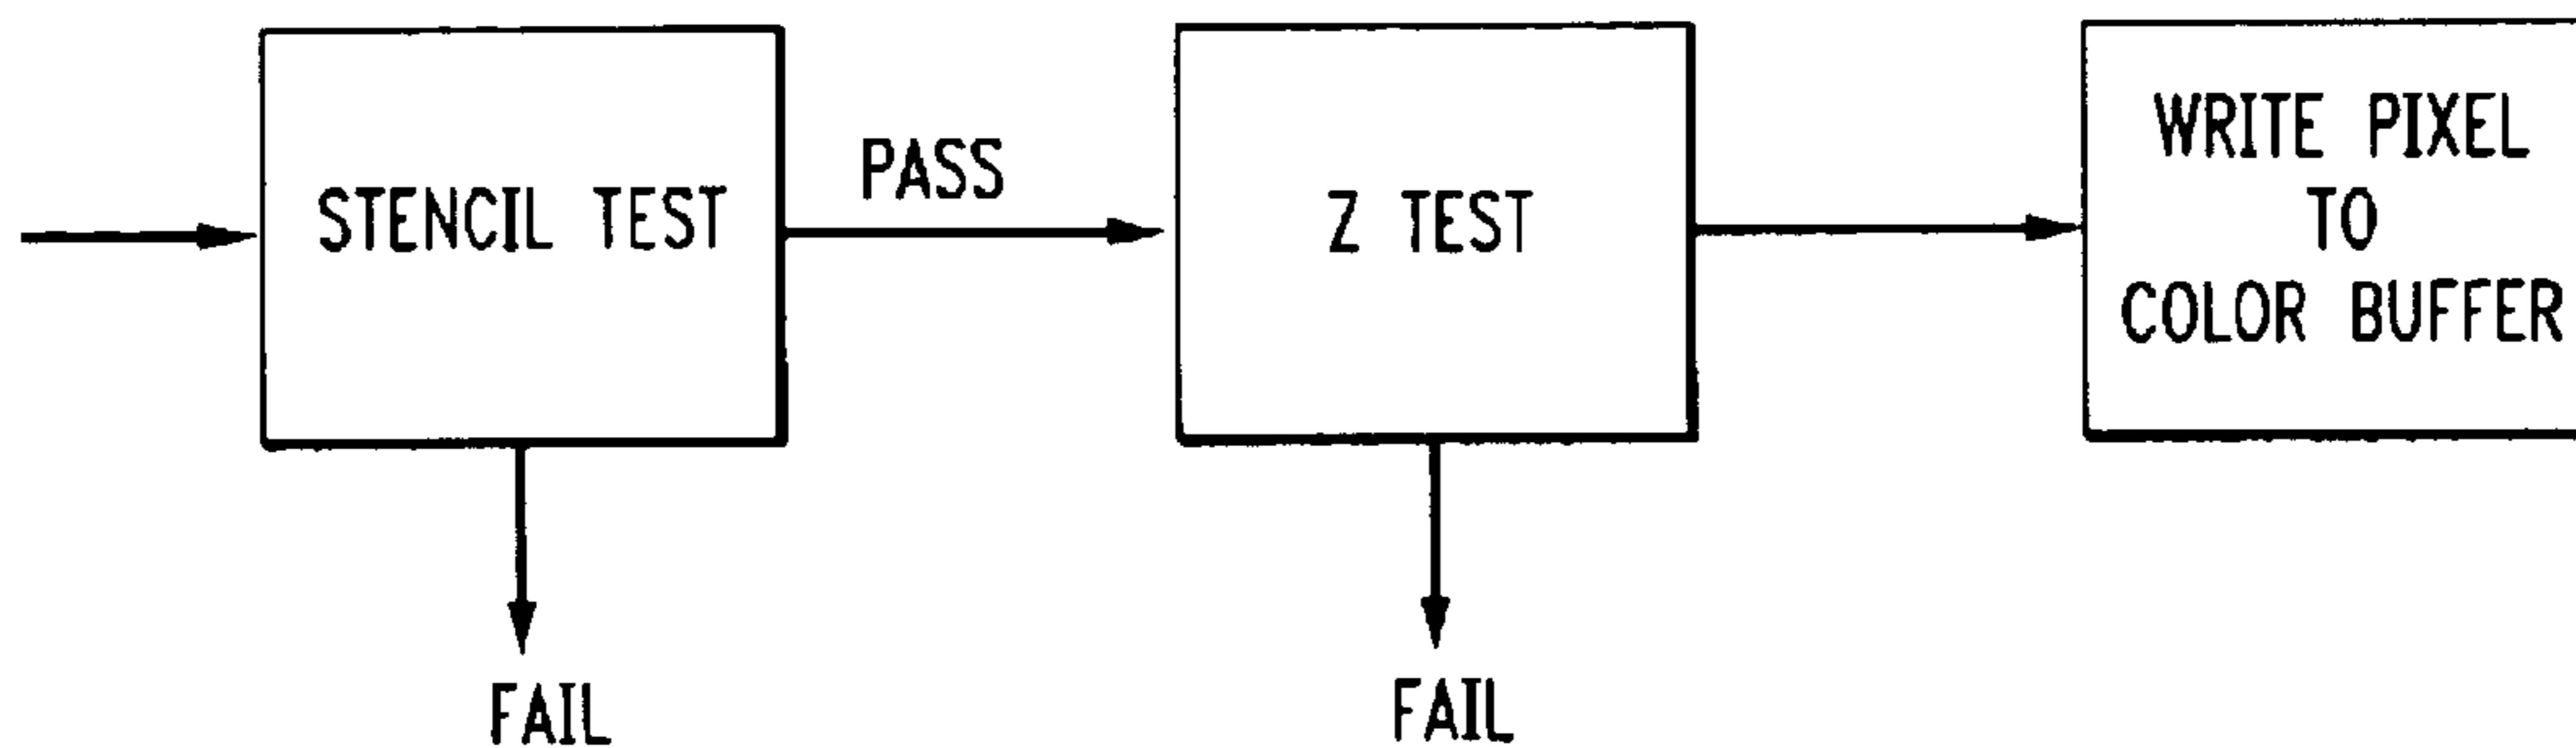 STENCIL TEST
PASS
Z TEST
WRITE PIXEL
TO
COLOR BUFFER
FAIL
FAIL